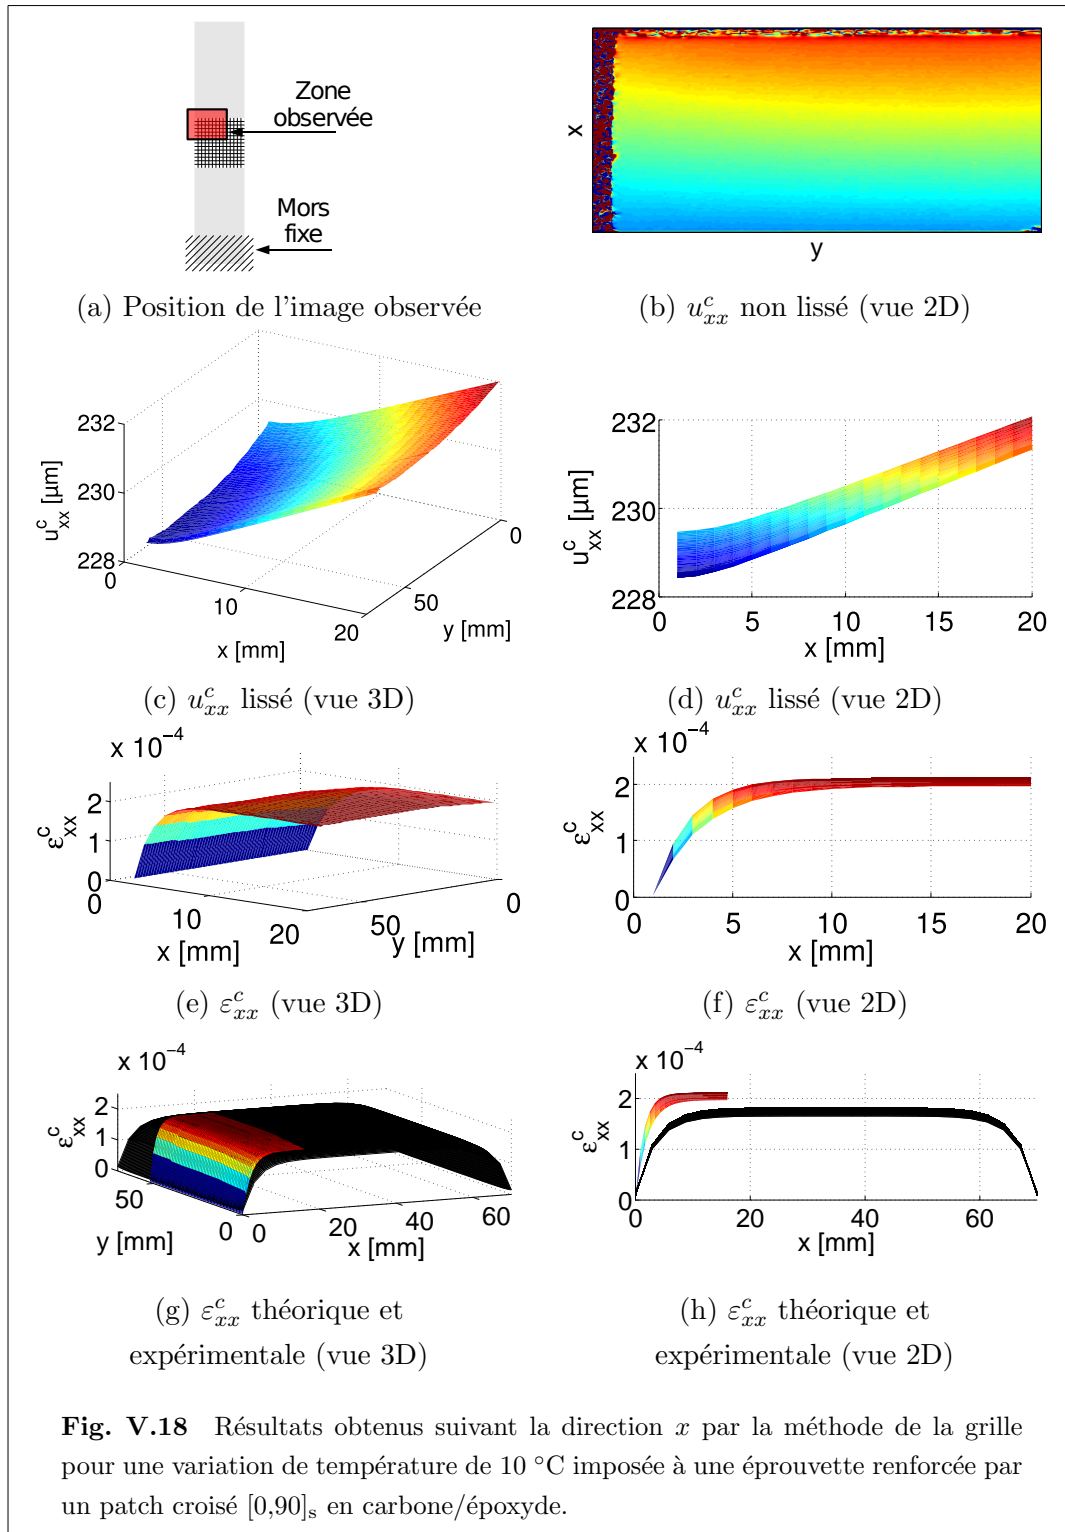 Zone
observée
Mors
fixe
x
y
(a) Position de l'image observée
(b) u^c_xx non lissé (vue 2D)
232
230
228
u^c_xx [µm]
0
10
20
x [mm]
0
50
y [mm]
232
230
228
u^c_xx [µm]
0 5 10 15 20
x [mm]
(c) u^c_xx lissé (vue 3D)
(d) u^c_xx lissé (vue 2D)
x 10^−4
2
1
0
ε^c_xx
0
10
20
x [mm]
0
50
y [mm]
x 10^−4
2
1
0
ε^c_xx
0 5 10 15 20
x [mm]
(e) ε^c_xx (vue 3D)
(f) ε^c_xx (vue 2D)
x 10^−4
2
1
0
ε^c_xx
50
0
y [mm]
0 20 40 60
x [mm]
x 10^−4
2
1
0
ε^c_xx
0 20 40 60
x [mm]
(g) ε^c_xx théorique et
expérimentale (vue 3D)
(h) ε^c_xx théorique et
expérimentale (vue 2D)
Fig. V.18 Résultats obtenus suivant la direction x par la méthode de la grille
pour une variation de température de 10 °C imposée à une éprouvette renforcée par
un patch croisé [0,90]_s en carbone/époxyde.